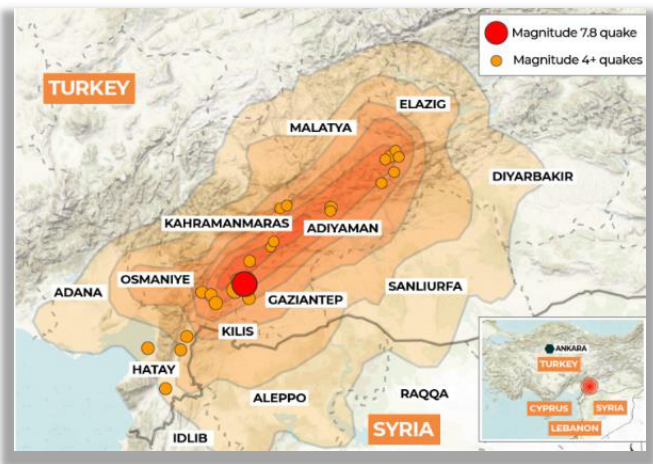 Magnitude 7.8 quake
Magnitude 4+ quakes
TURKEY
ELAZIG
MALATYA
DIYARBAKIR
KAHRAMANMARAS
ADIYAMAN
OSMANIYE
ADANA
SANLIURFA
GAZIANTEP
KILIS
HATAY
ALEPPO
RAQQA
IDLIB
SYRIA
ANKARA
TURKEY
CYPRUS
SYRIA
LEBANON